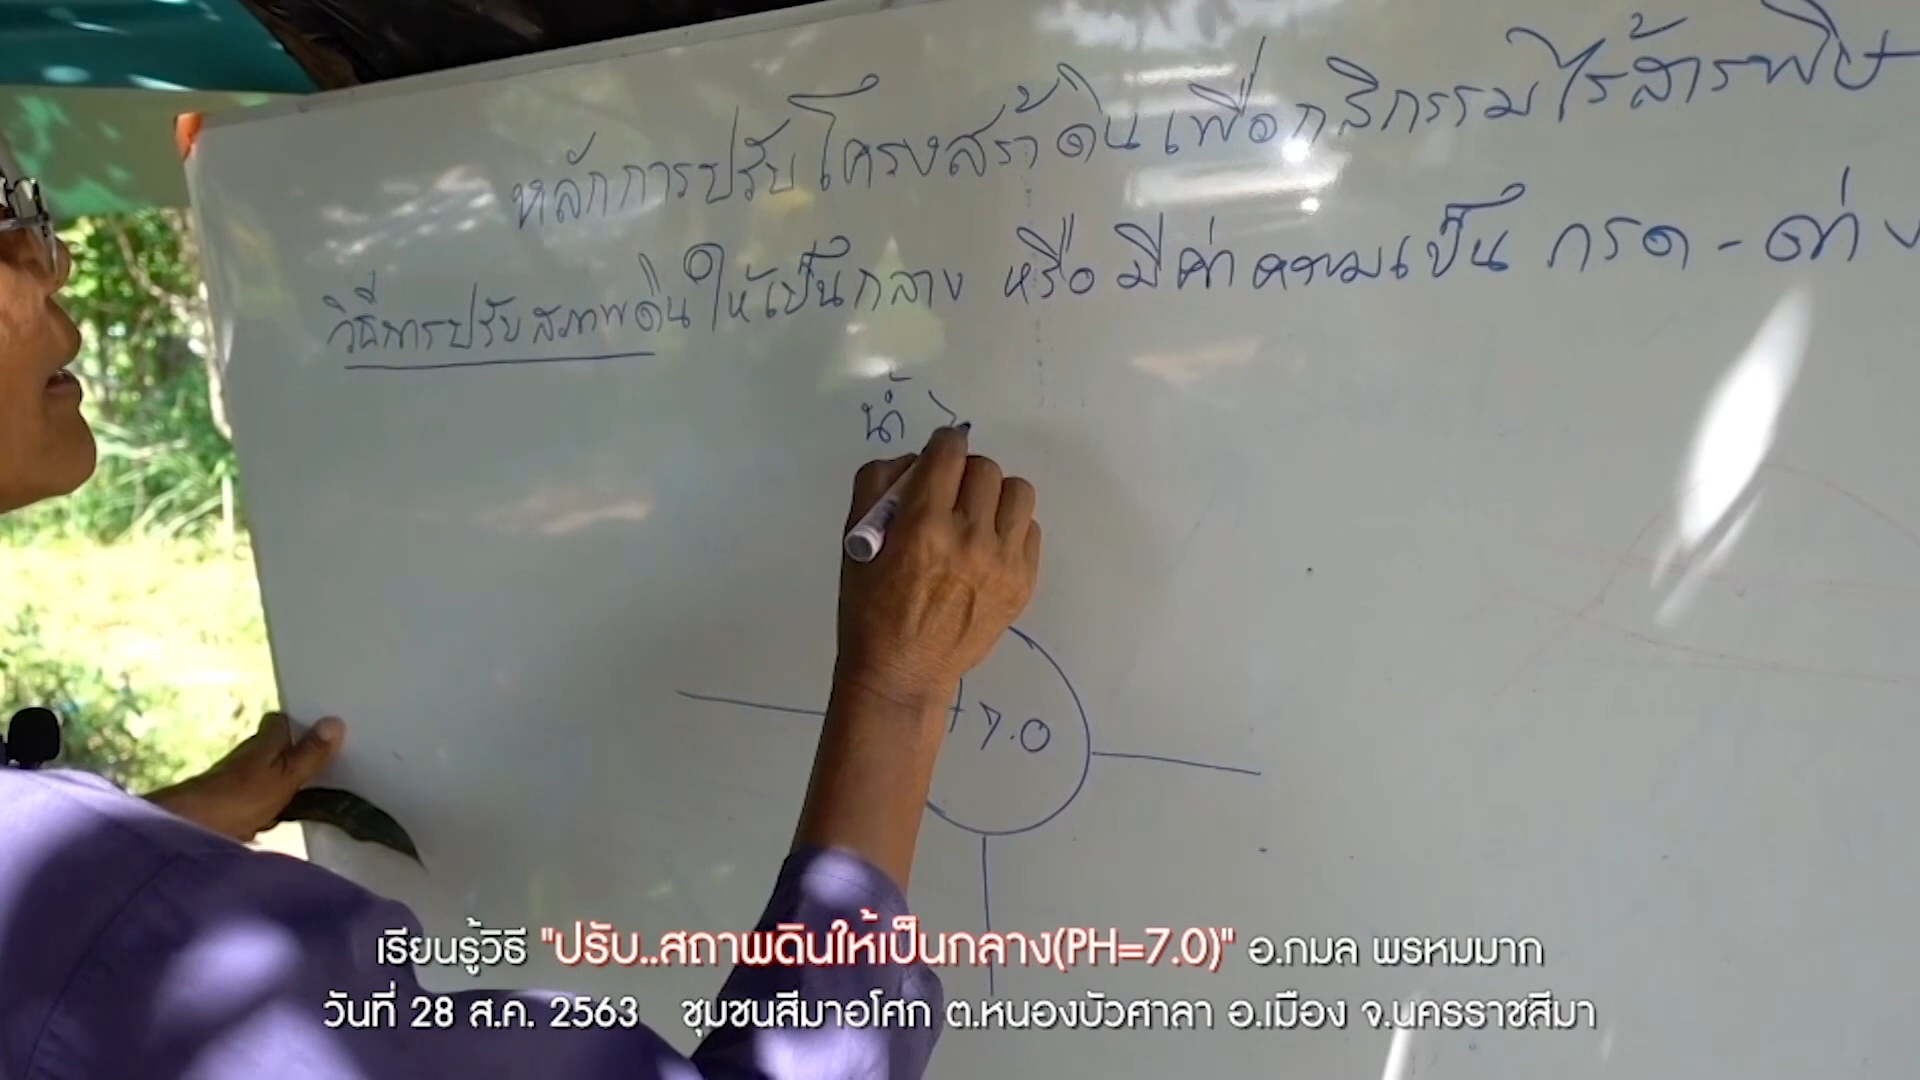 หลักการปรับโครงสร้าดินเพื่อกสิกรรมไร้สารพิษ
วิธีการปรับสภาพดินให้เป็นกลาง หรือ มีค่าความเป็น กรด - ด่าง
น้ำ
7.0
เรียนรู้วิธี "ปรับ..สถาพดินให้เป็นกลาง(PH=7.0)" อ.กมล พรหมมาก
วันที่ 28 ส.ค. 2563 ชุมชนสีมาอโศก ต.หนองบัวศาลา อ.เมือง จ.นครราชสีมา